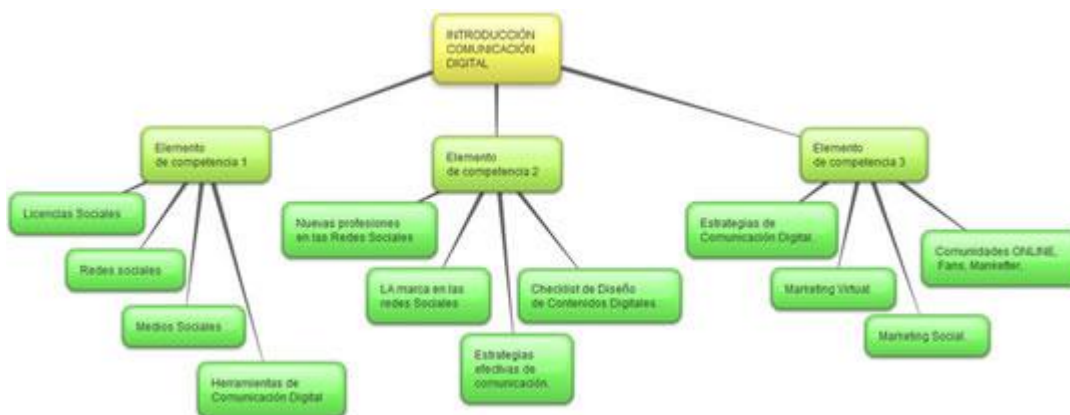 INTRODUCCIÓN
COMUNICACIÓN
DIGITAL
Elemento
de competencia 1
Licencias Sociales
Redes sociales
Medios Sociales
Herramientas de
Comunicación Digital
Elemento
de competencia 2
Nuevas profesiones
en las Redes Sociales
LA marca en las
redes Sociales
Estrategias
efectivas de
comunicación.
Checklist de Diseño
de Contenidos Digitales.
Elemento
de competencia 3
Estrategias de
Comunicación Digital.
Marketing Virtual.
Marketing Social.
Comunidades ONLINE,
Fans, Manketter,